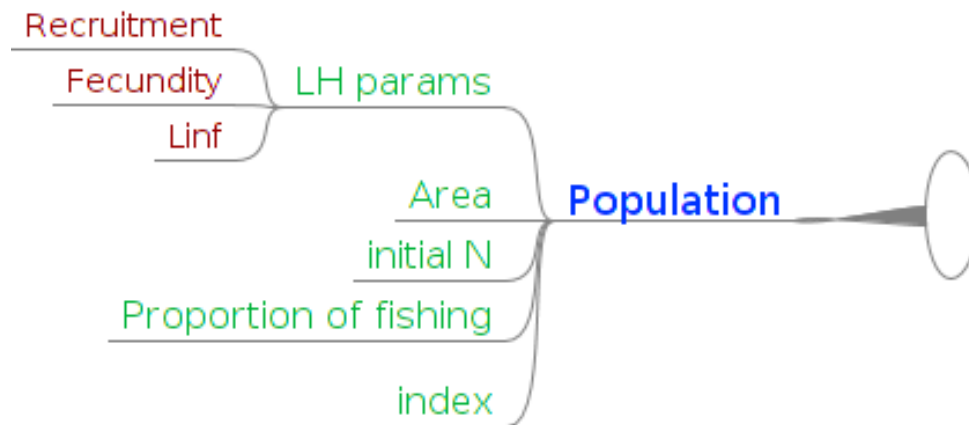 Recruitment
Fecundity
LH params
Linf
Area
Population
initial N
Proportion of fishing
index